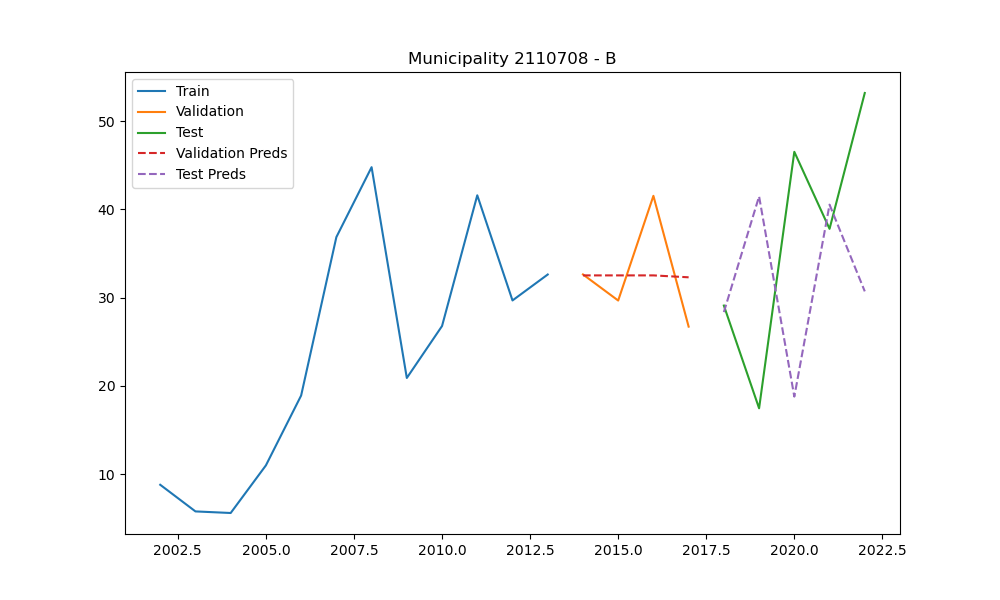 Municipality 2110708 - B
Train
Validation
Test
Validation Preds
Test Preds
50
40
30
20
10
2002.5 2005.0 2007.5 2010.0 2012.5 2015.0 2017.5 2020.0 2022.5